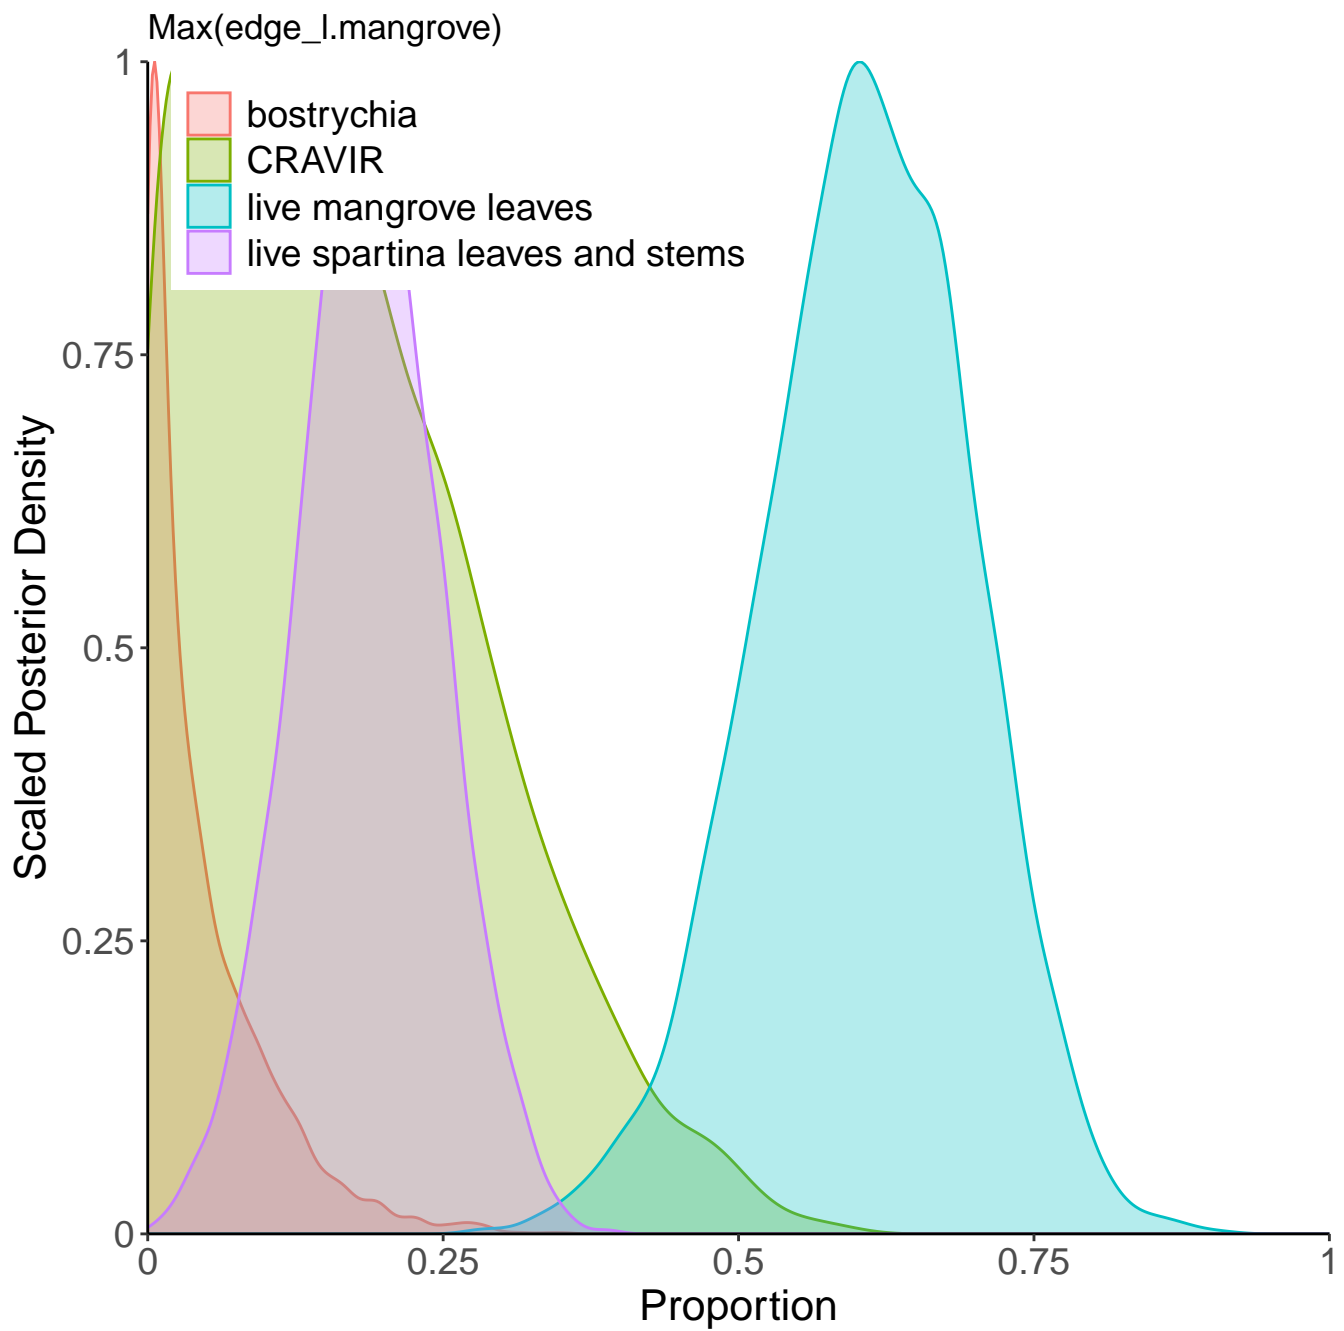 Max(edge_l.mangrove)
bostrychia
CRAVIR
live mangrove leaves
live spartina leaves and stems
1
0.75
0.5
0.25
0
Scaled Posterior Density
0 0.25 0.5 0.75 1
Proportion